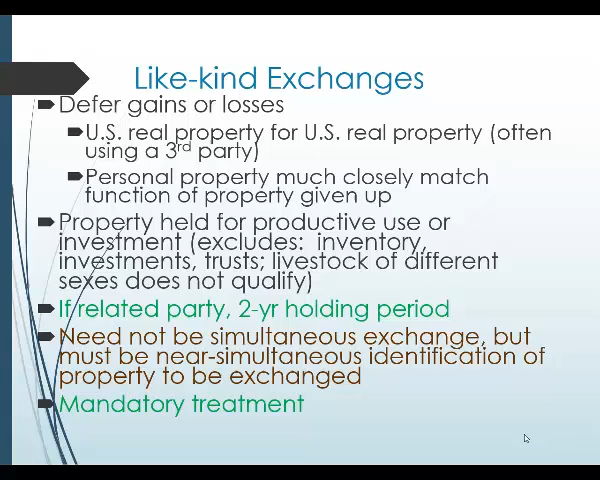 Like-kind Exchanges
Defer gains or losses
U.S. real property for U.S. real property (often
using a 3rd party)
Personal property much closely match
function of property given up
Property held for productive use or
investment (excludes: inventory,
investments, trusts; livestock of different
sexes does not qualify)
If related party, 2-yr holding period
Need not be simultaneous exchange, but
must be near-simultaneous identification of
property to be exchanged
Mandatory treatment